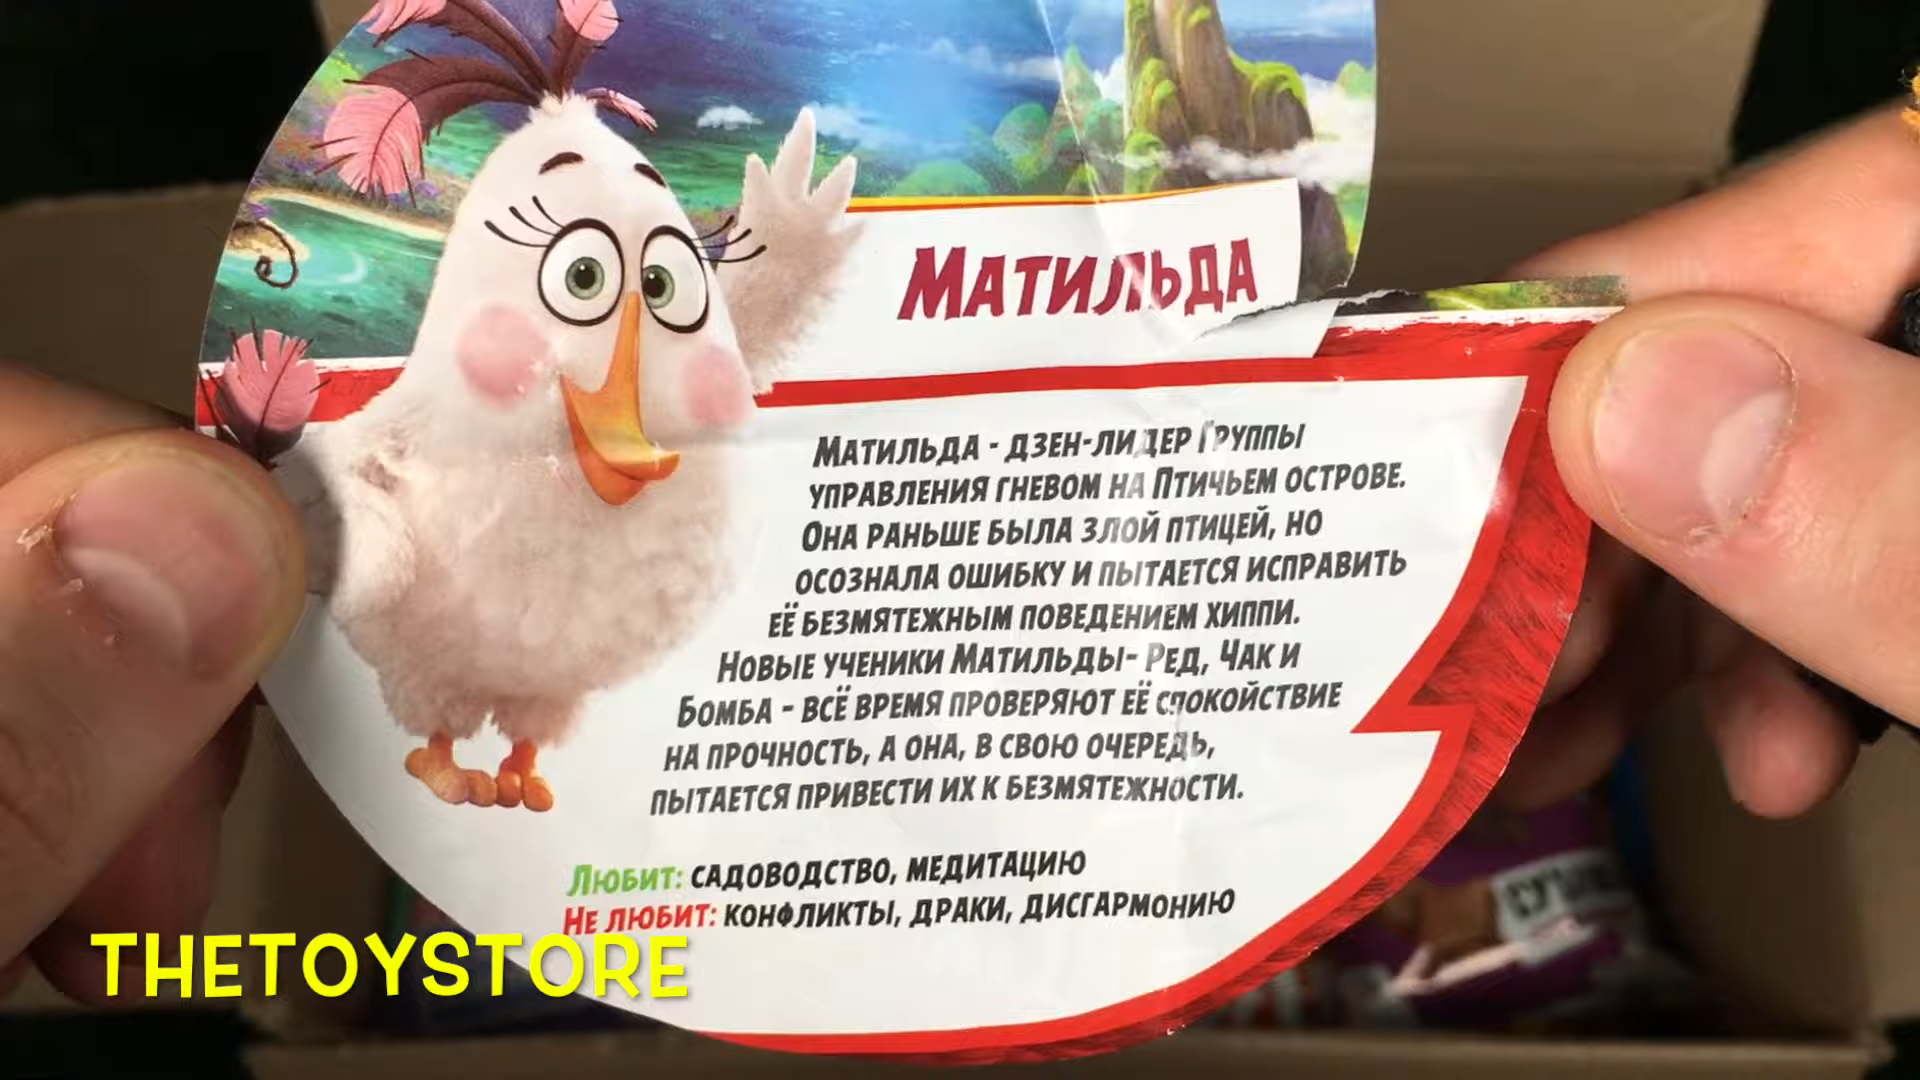 Матильда
Матильда - дзен-лидер Группы
управления гневом на Птичьем острове.
Она раньше была злой птицей, но
осознала ошибку и пытается исправить
её безмятежным поведением хиппи.
Новые ученики Матильды- Ред, Чак и
Бомба - всё время проверяют её спокойствие
на прочность, а она, в свою очередь,
пытается привести их к безмятежности.
Любит: садоводство, медитацию
Не любит: конфликты, драки, дисгармонию
THETOYSTORE